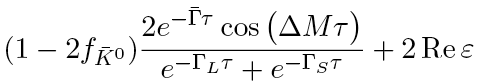 (1 - 2f_{\bar{K}^0}) \frac{2e^{-\bar{\Gamma}\tau} \cos(\Delta M \tau)}{e^{-\Gamma_L \tau} + e^{-\Gamma_S \tau}} + 2 \operatorname{Re} \varepsilon